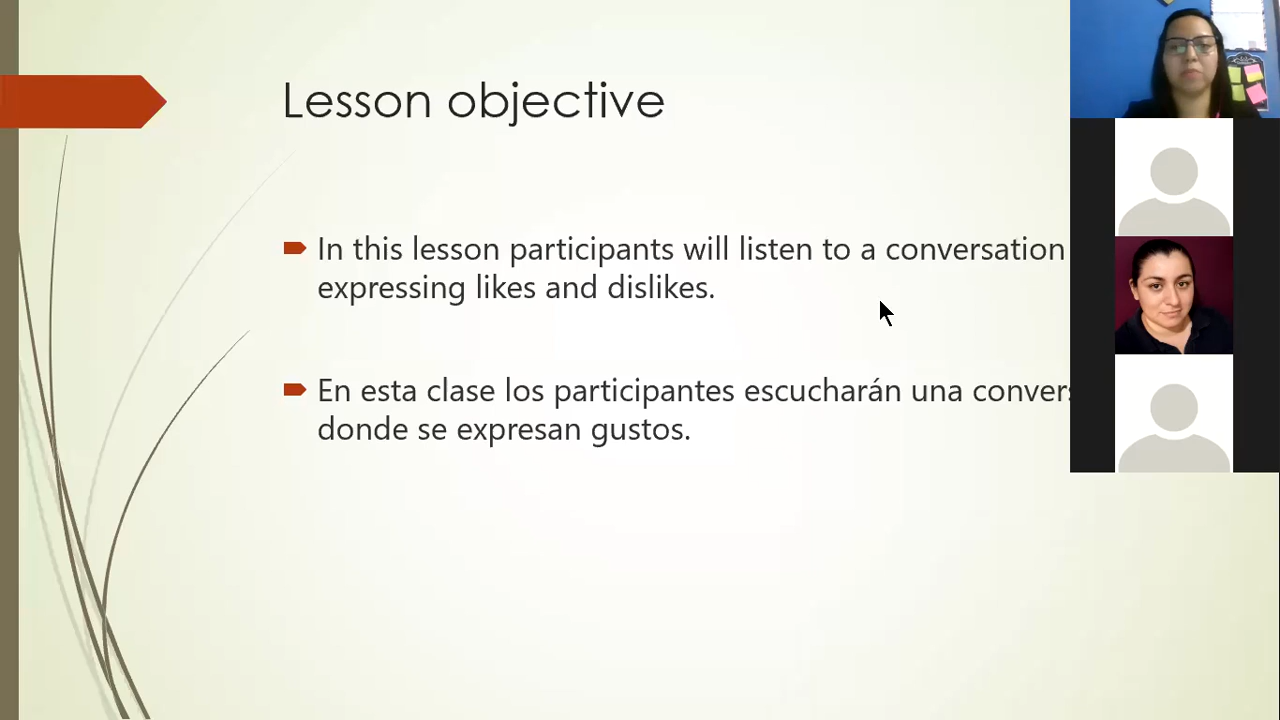 Lesson objective
In this lesson participants will listen to a conversation
expressing likes and dislikes.
En esta clase los participantes escucharán una
donde se expresan gustos.